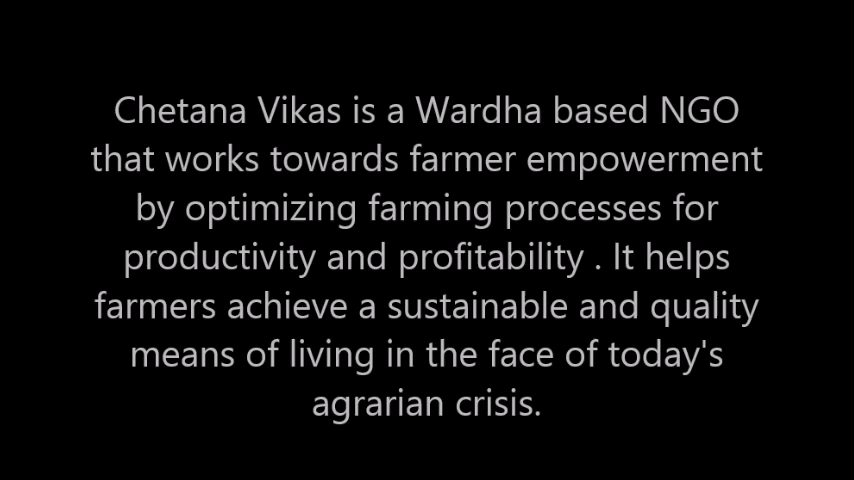 Chetana Vikas is a Wardha based NGO
that works towards farmer empowerment
by optimizing farming processes for
productivity and profitability . It helps
farmers achieve a sustainable and quality
means of living in the face of today's
agrarian crisis.